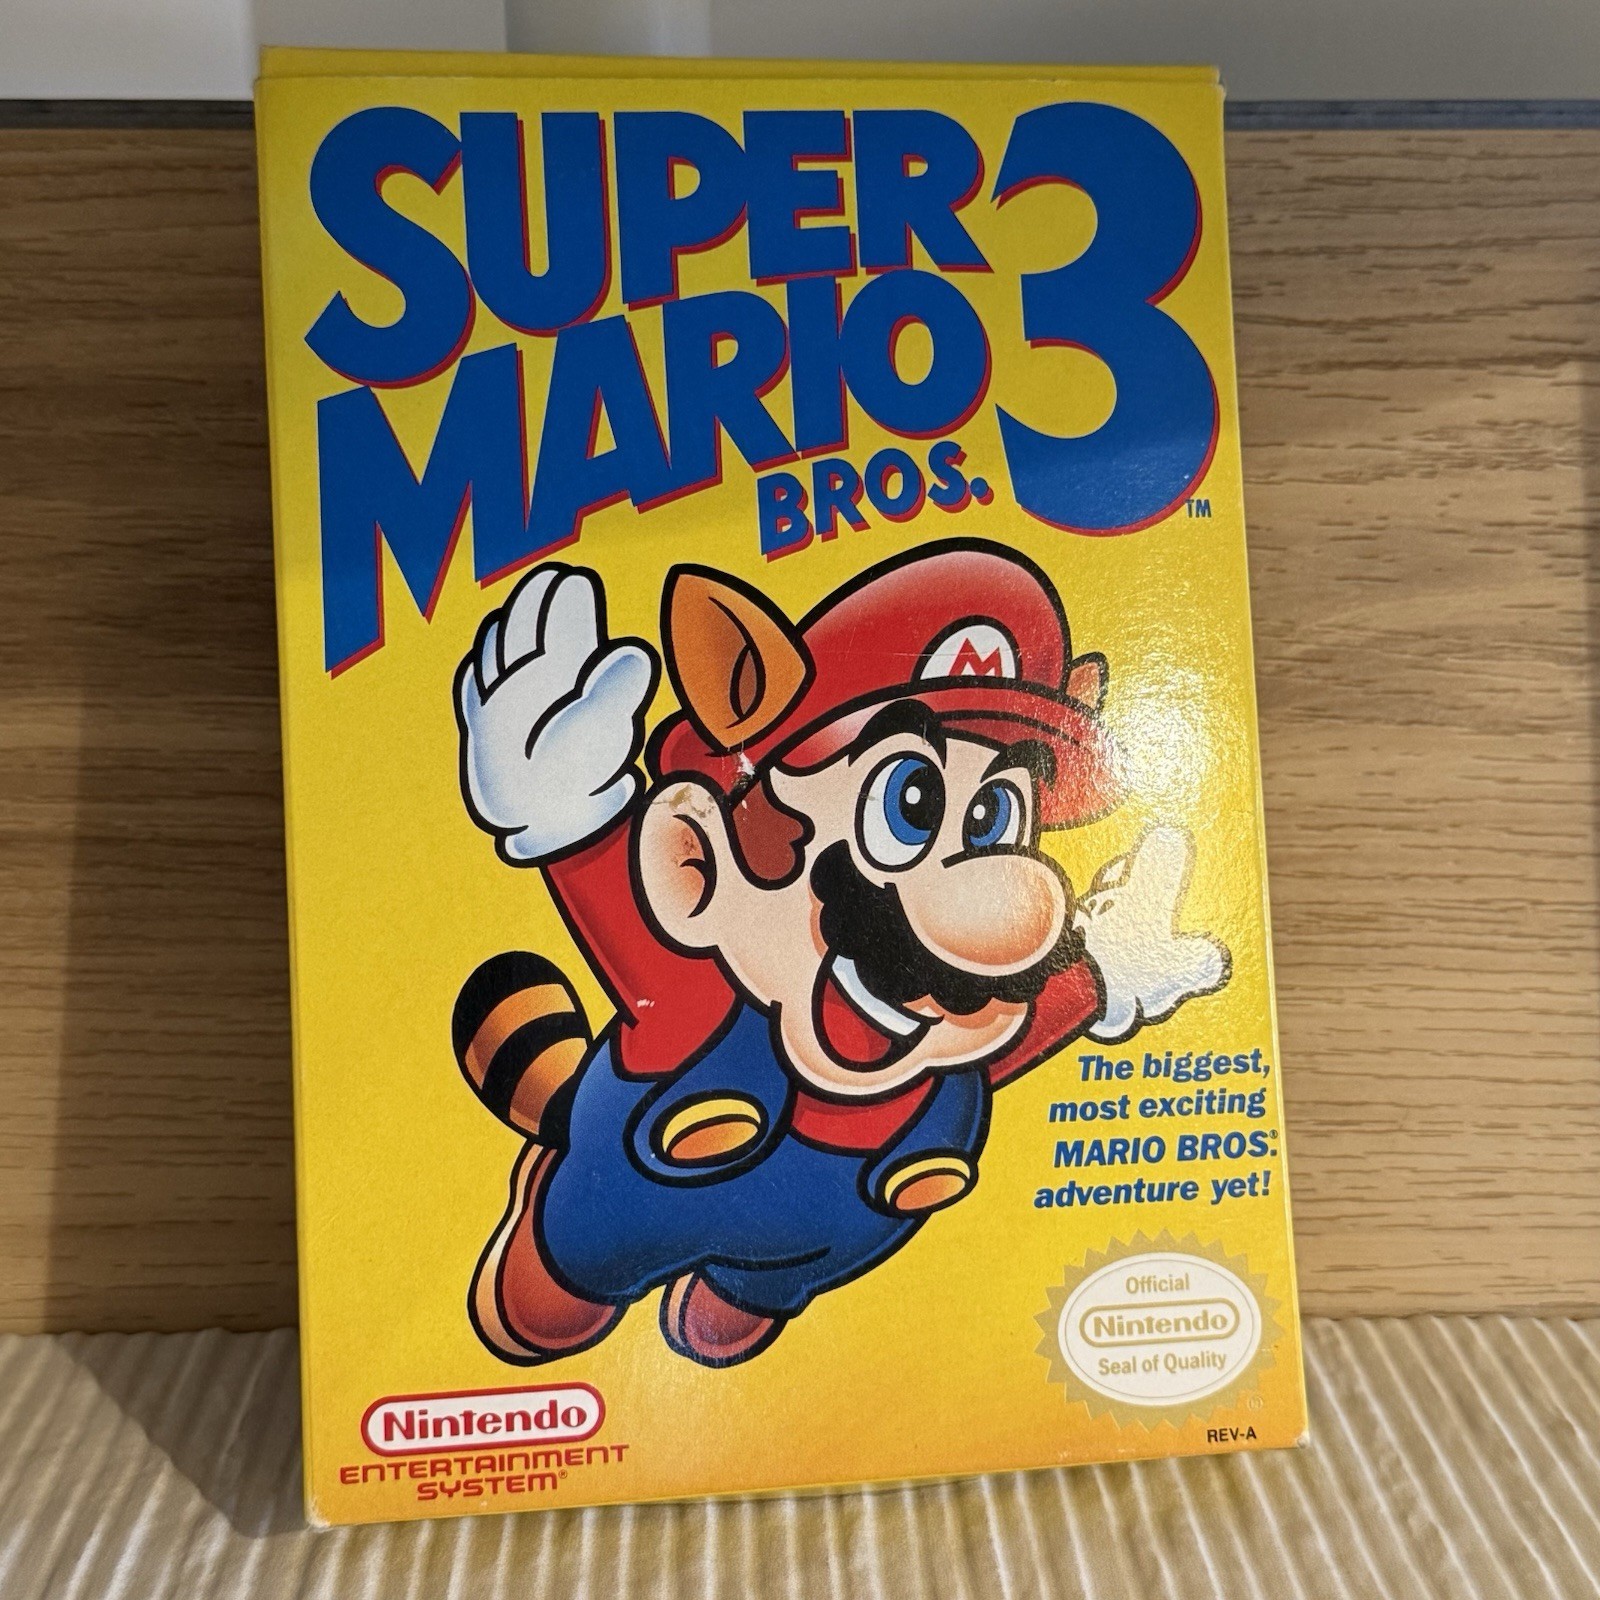 SUPER
MARIO
BROS.
3
TM
M
The biggest,
most exciting
MARIO BROS.®
adventure yet!
Official
Nintendo
Seal of Quality
REV-A
Nintendo
ENTERTAINMENT
SYSTEM®